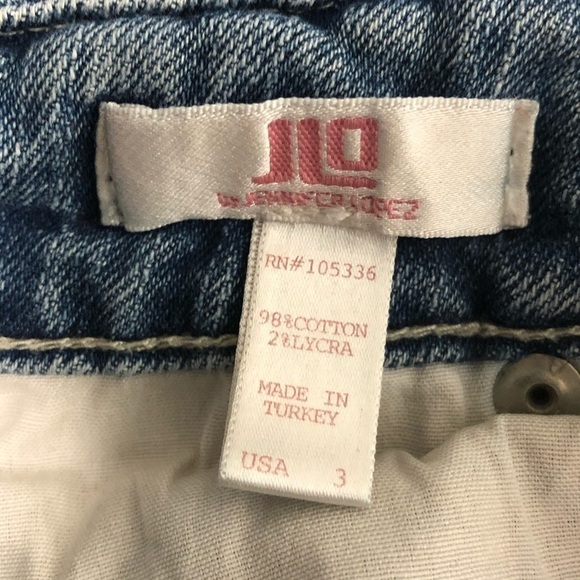 JLO
by JENNIFER LOPEZ
RN#105336
98%COTTON
2%LYCRA
MADE IN
TURKEY
USA 3